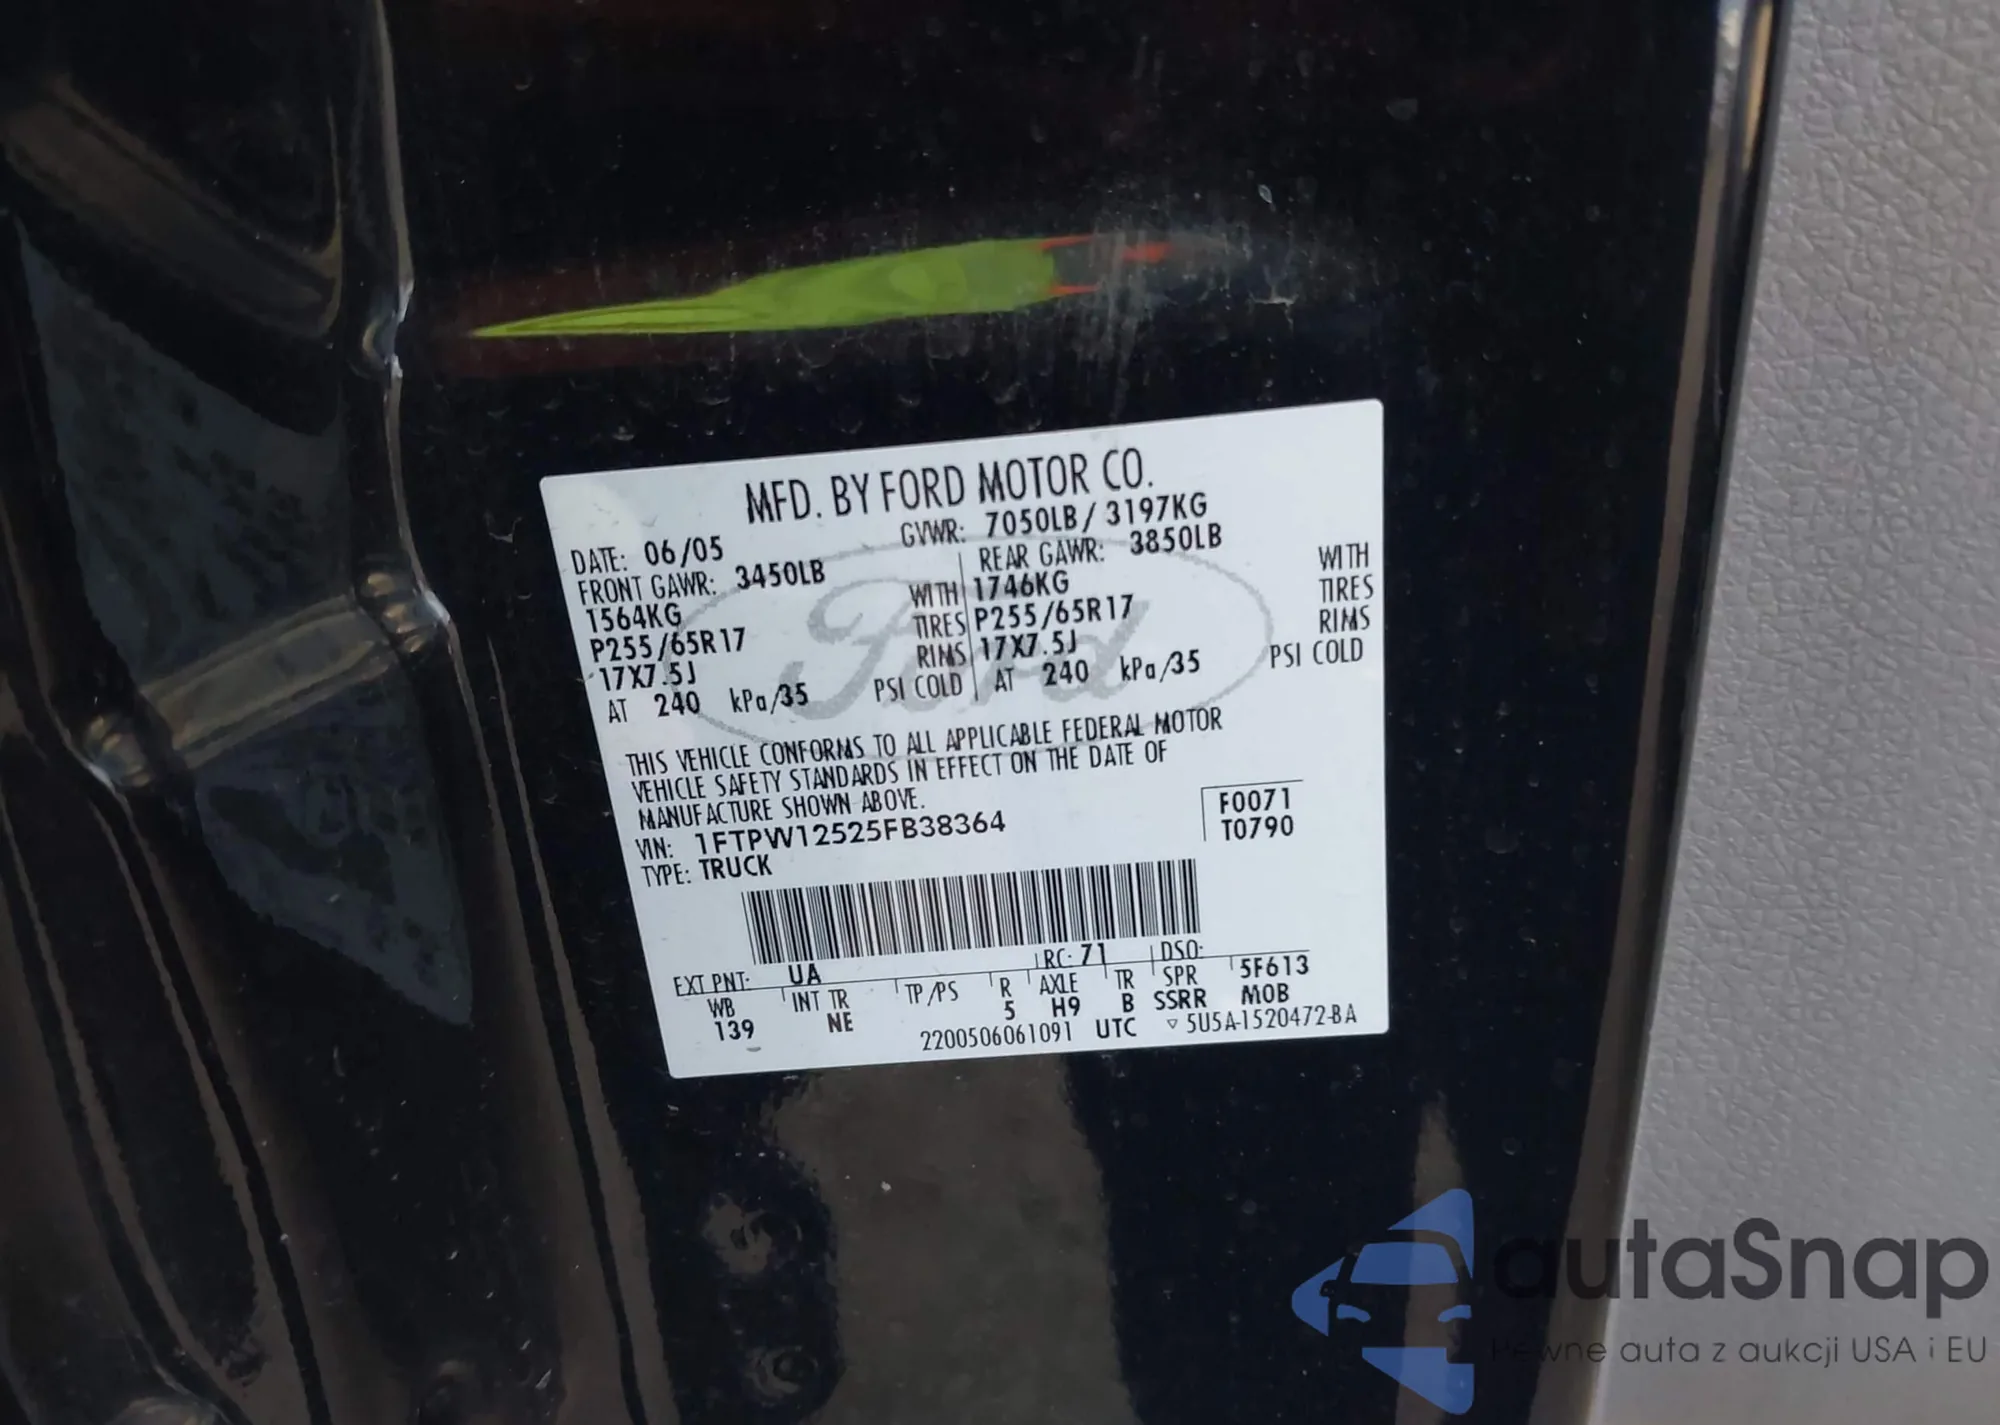 MFD. BY FORD MOTOR CO.
DATE: 06/05 GVWR: 7050LB / 3197KG
FRONT GAWR: 3450LB REAR GAWR: 3850LB
1564KG WITH 1746KG WITH
P255/65R17 TIRES P255/65R17 TIRES
17X7.5J RIMS 17X7.5J RIMS
AT 240 kPa/35 PSI COLD AT 240 kPa/35 PSI COLD
Ford
THIS VEHICLE CONFORMS TO ALL APPLICABLE FEDERAL MOTOR
VEHICLE SAFETY STANDARDS IN EFFECT ON THE DATE OF
MANUFACTURE SHOWN ABOVE.
VIN: 1FTPW12525FB38364 F0071
TYPE: TRUCK T0790
EXT PNT: UA RC: 71 DSO:
WB INT TR TP/PS R AXLE TR SPR 5F613
139 NE 5 H9 B SSRR MOB
2200506061091 UTC ▽ 5U5A-1520472-BA
autaSnap
Pewne auta z aukcji USA i EU